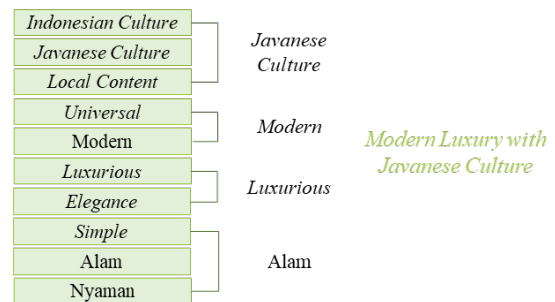 Indonesian Culture
Javanese Culture
Local Content
Universal
Modern
Luxurious
Elegance
Simple
Alam
Nyaman
Javanese
Culture
Modern
Luxurious
Alam
Modern Luxury with
Javanese Culture